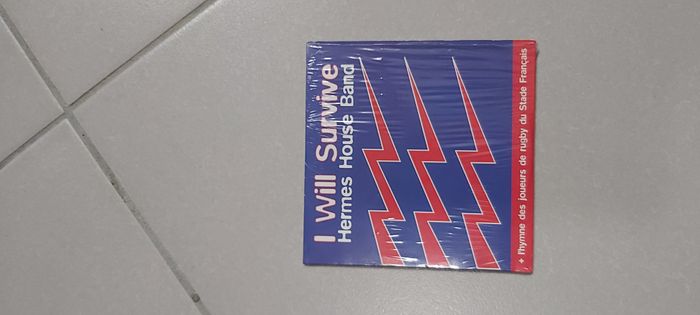 I Will Survive
Hermes House Band
+ l'hymne des joueurs de rugby du Stade Français